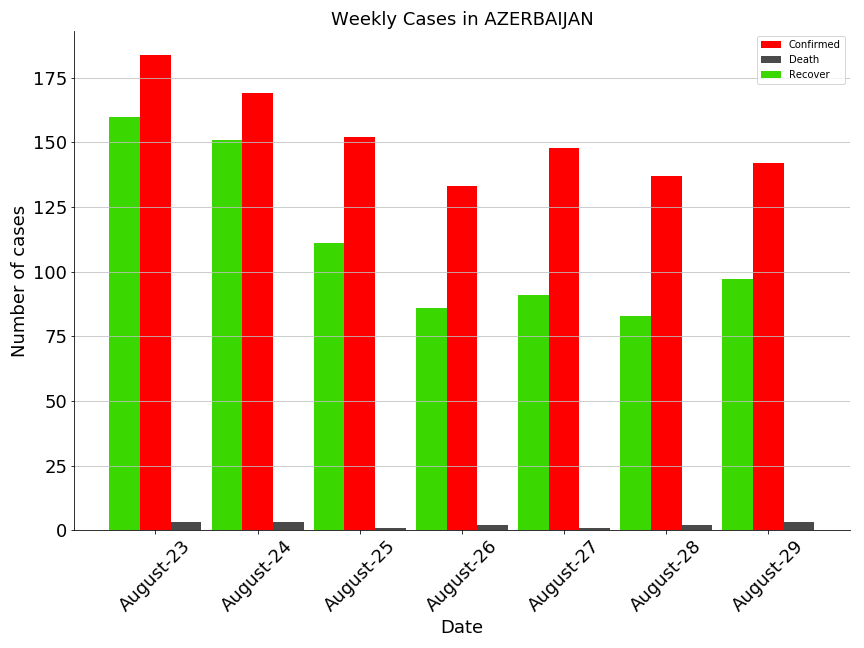 Weekly Cases in AZERBAIJAN
Confirmed
Death
Recover
Number of cases
175
150
125
100
75
50
25
0
August-23
August-24
August-25
August-26
August-27
August-28
August-29
Date